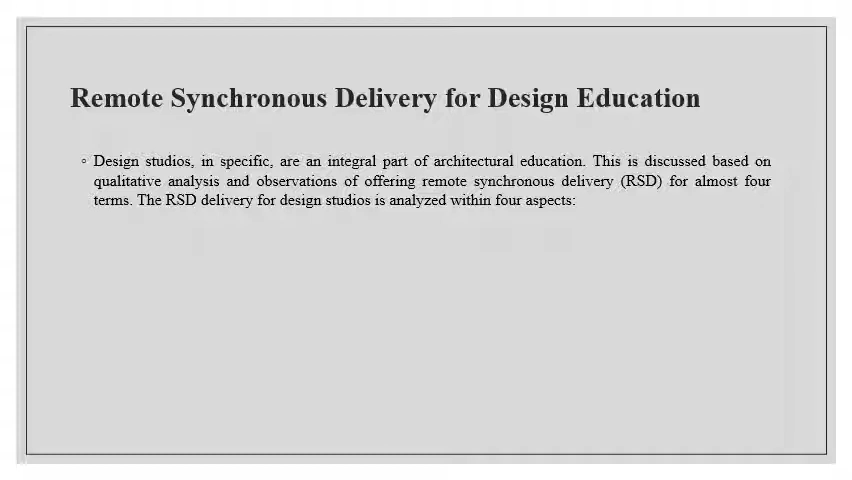 Remote Synchronous Delivery for Design Education
◦ Design studios, in specific, are an integral part of architectural education. This is discussed based on
qualitative analysis and observations of offering remote synchronous delivery (RSD) for almost four
terms. The RSD delivery for design studios is analyzed within four aspects: